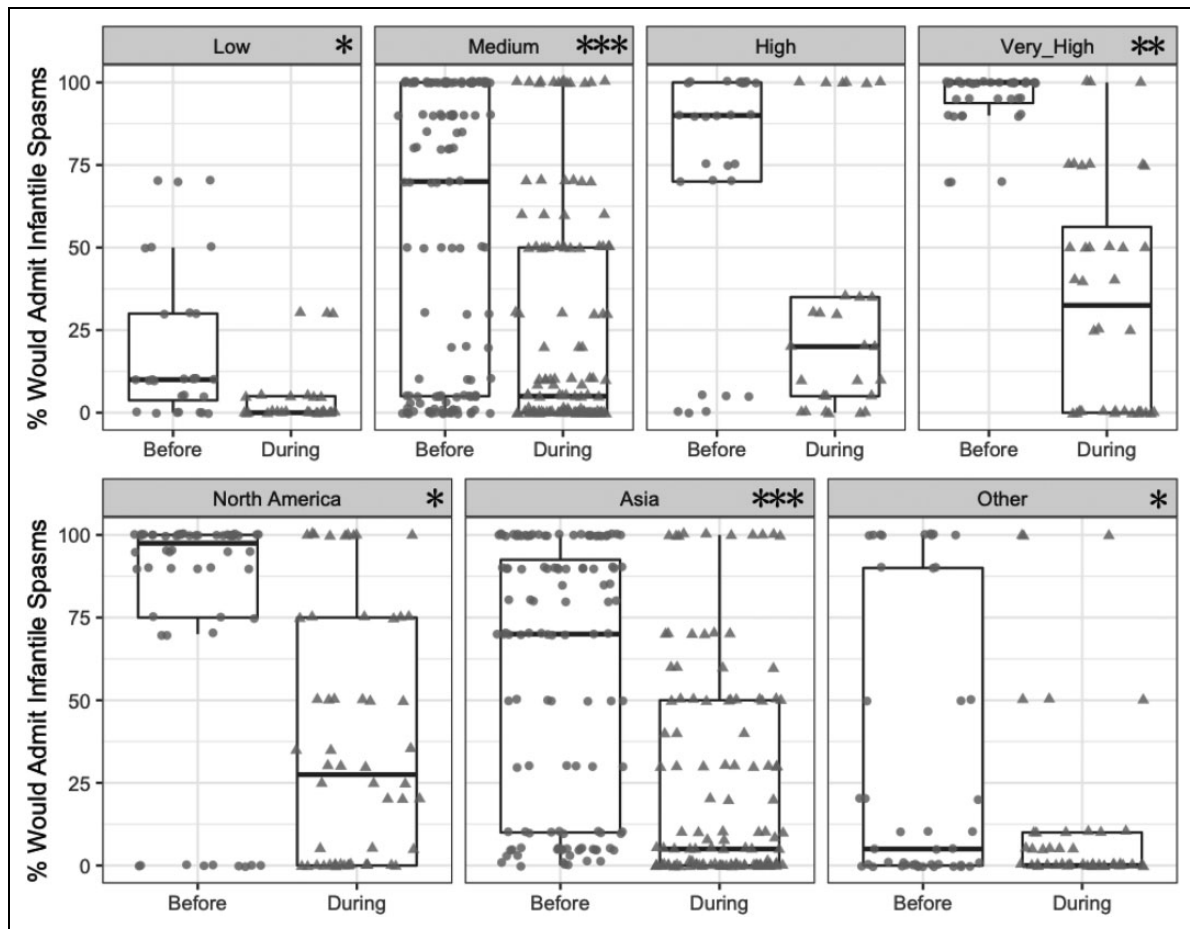 Low *
Medium ***
High
Very_High **
% Would Admit Infantile Spasms
100
75
50
25
0
Before During
Before During
Before During
Before During
North America *
Asia ***
Other *
% Would Admit Infantile Spasms
100
75
50
25
0
Before During
Before During
Before During